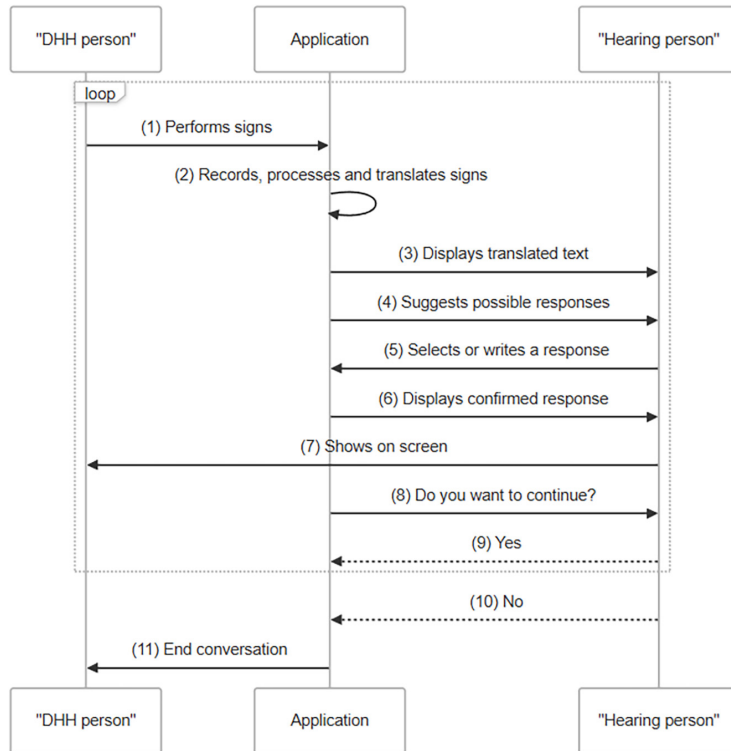 "DHH person"
Application
"Hearing person"
loop
(1) Performs signs
(2) Records, processes and translates signs
(3) Displays translated text
(4) Suggests possible responses
(5) Selects or writes a response
(6) Displays confirmed response
(7) Shows on screen
(8) Do you want to continue?
(9) Yes
(10) No
(11) End conversation
"DHH person"
Application
"Hearing person"